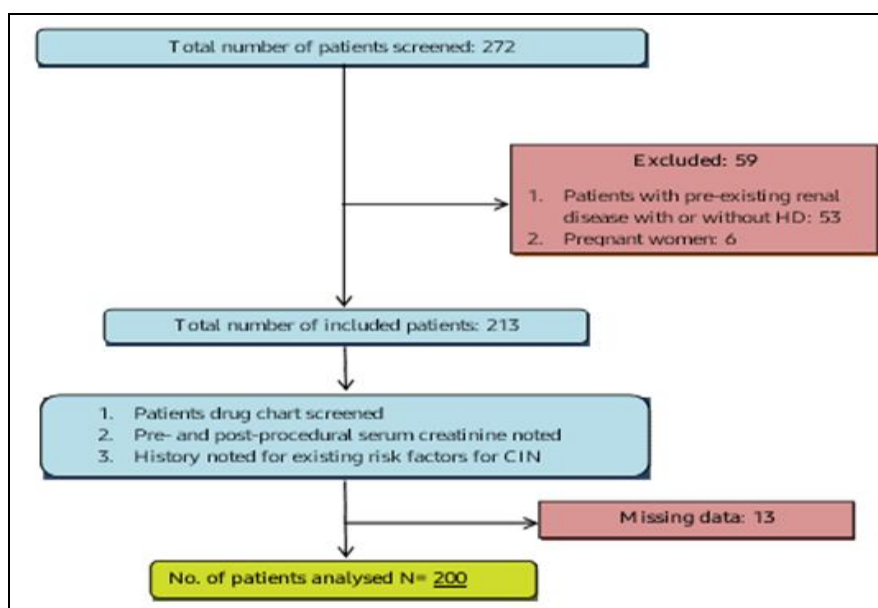 Total number of patients screened: 272
Excluded: 59
1. Patients with pre-existing renal
disease with or without HD: 53
2. Pregnant women: 6
Total number of included patients: 213
1. Patients drug chart screened
2. Pre- and post-procedural serum creatinine noted
3. History noted for existing risk factors for CIN
Missing data: 13
No. of patients analysed N= 200